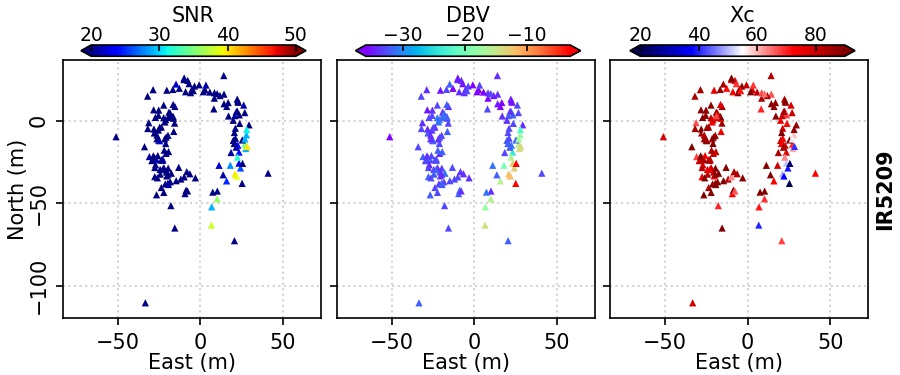 SNR DBV Xc
20 30 40 50 −30 −20 −10 20 40 60 80
North (m)
0
−50
−100
IR5209
−50 0 50 −50 0 50 −50 0 50
East (m) East (m) East (m)